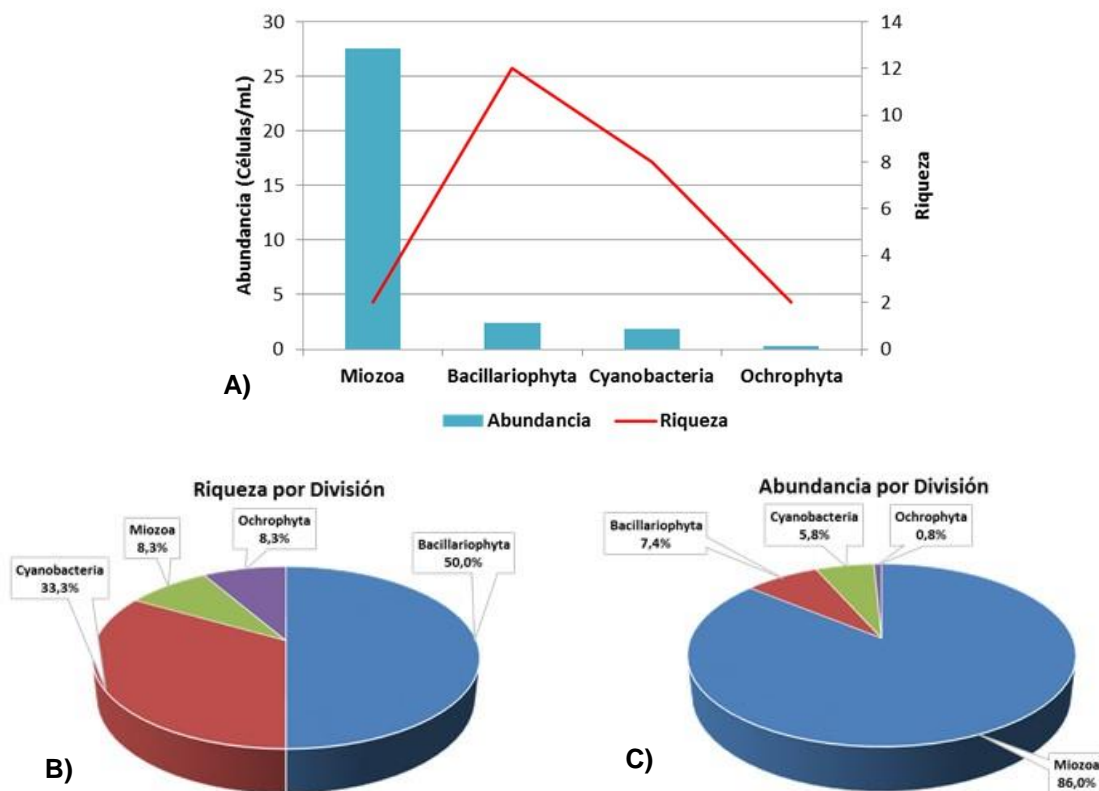 30
25
20
15
10
5
0
Abundancia (Células/mL)
14
12
10
8
6
4
2
0
Riqueza
Miozoa
Bacillariophyta
Cyanobacteria
Ochrophyta
A)
Abundancia
Riqueza
Riqueza por División
Miozoa
8,3%
Ochrophyta
8,3%
Bacillariophyta
50,0%
Cyanobacteria
33,3%
B)
Abundancia por División
Bacillariophyta
7,4%
Cyanobacteria
5,8%
Ochrophyta
0,8%
Miozoa
86,0%
C)